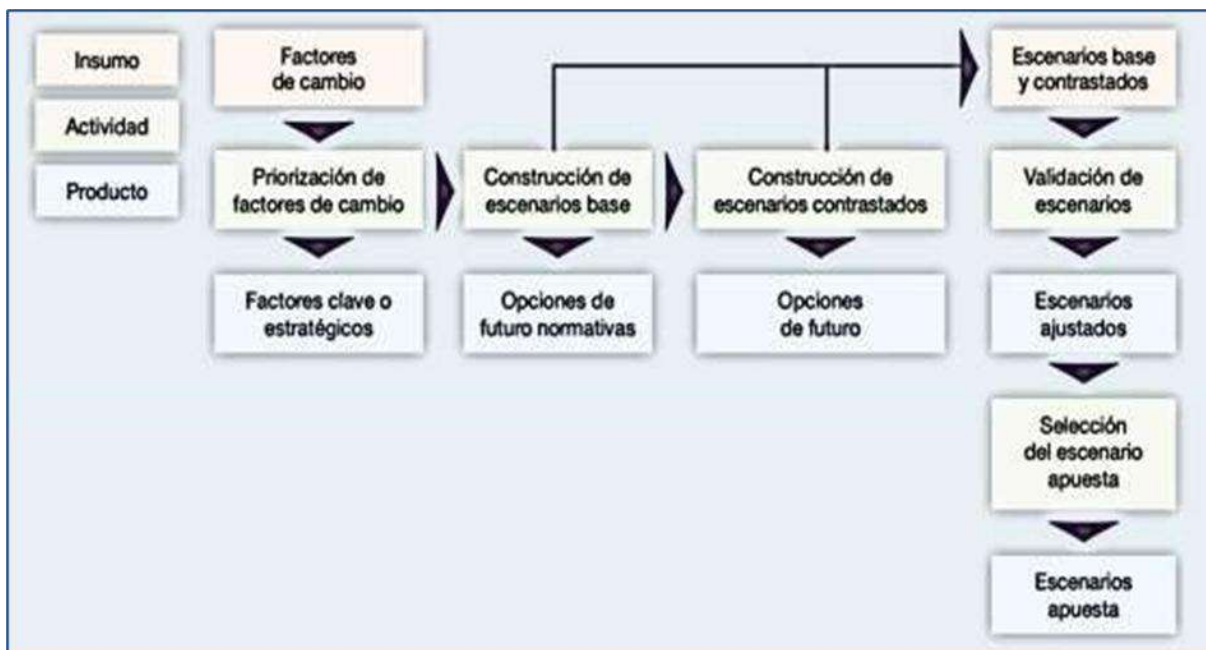 Insumo
Actividad
Producto
Factores
de cambio
Priorización de
factores de cambio
Factores clave o
estratégicos
Construcción de
escenarios base
Opciones de
futuro normativas
Construcción de
escenarios contrastados
Opciones
de futuro
Escenarios base
y contrastados
Validación de
escenarios
Escenarios
ajustados
Selección
del escenario
apuesta
Escenarios
apuesta